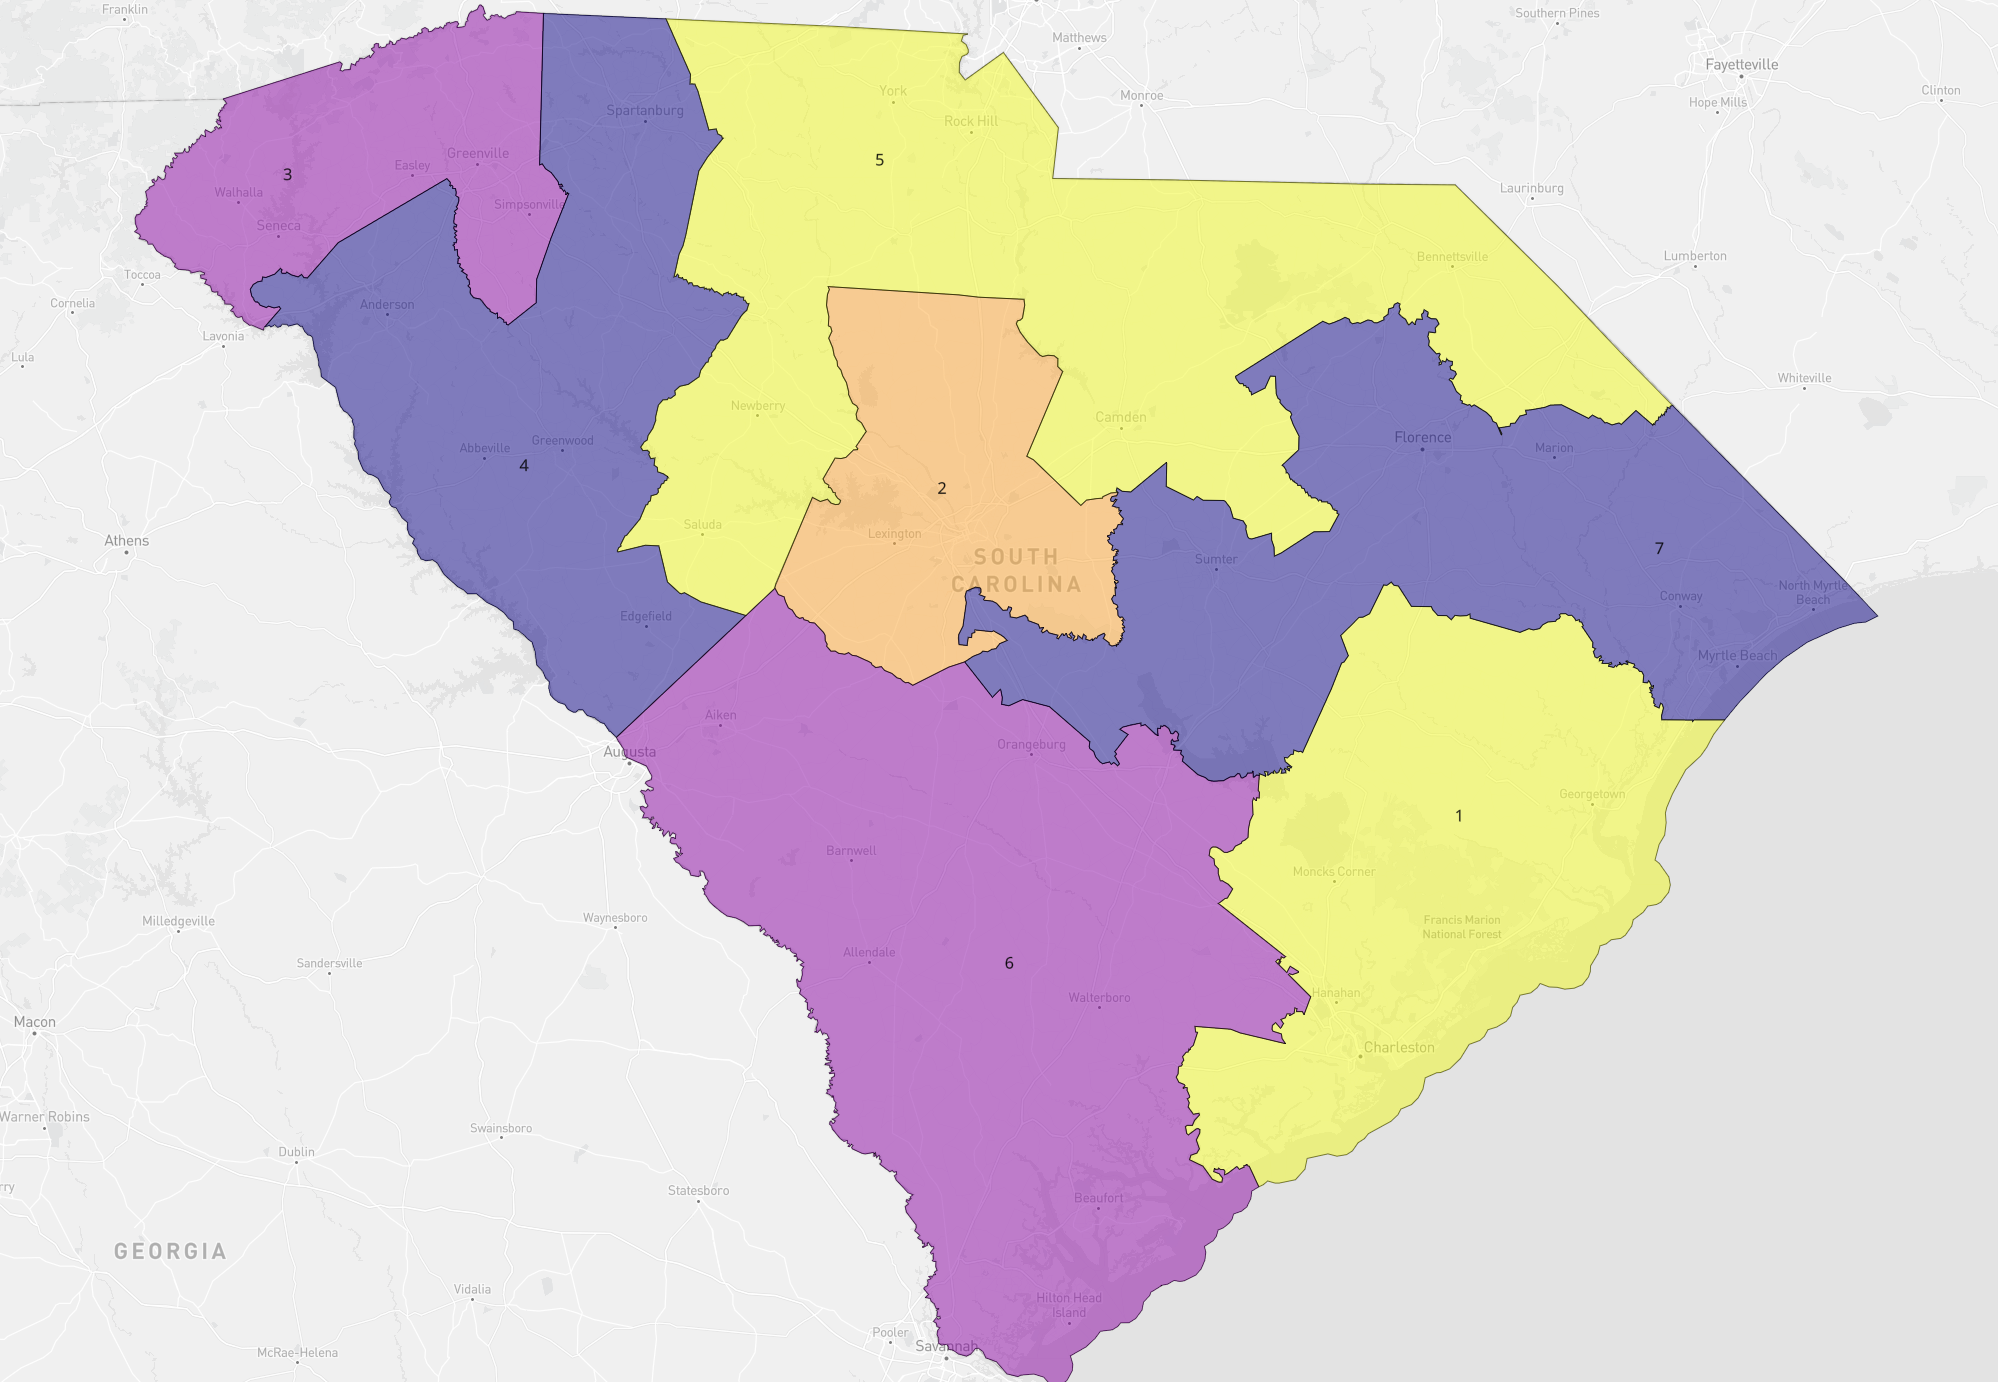 Franklin
Southern Pines
Matthews
Fayetteville
York
Monroe
Clinton
Hope Mills
Spartanburg
Rock Hill
Greenville
5
Easley
3
Walhalla
Laurinburg
Simpsonville
Seneca
Bennettsville
Lumberton
Toccoa
Cornelia
Anderson
Lavonia
Lula
Whiteville
Newberry
Camden
Florence
Greenwood
Abbeville
Marion
4
2
Saluda
Lexington
Athens
7
SOUTH
CAROLINA
Sumter
North Myrtle
Beach
Conway
Edgefield
Myrtle Beach
Aiken
Orangeburg
Augusta
Georgetown
1
Barnwell
Moncks Corner
Milledgeville
Waynesboro
Francis Marion
National Forest
Allendale
Sandersville
6
Hanahan
Walterboro
Macon
Charleston
Warner Robins
Swainsboro
Dublin
rry
Statesboro
Beaufort
GEORGIA
Vidalia
Hilton Head
Island
Pooler
Savannah
McRae-Helena